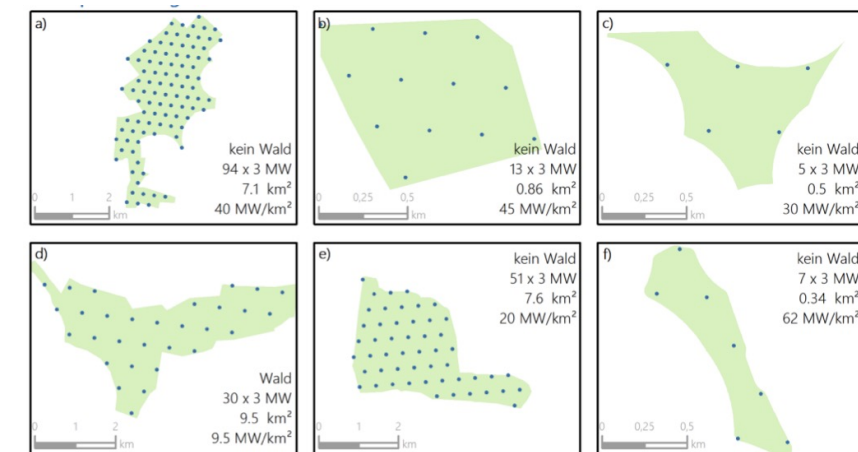 a)
kein Wald
94 x 3 MW
7.1 km²
40 MW/km²
0 1 2
km
b)
kein Wald
13 x 3 MW
0.86 km²
45 MW/km²
0 0,25 0,5
km
c)
kein Wald
5 x 3 MW
0.5 km²
30 MW/km²
0 0,25 0,5
km
d)
Wald
30 x 3 MW
9.5 km²
9.5 MW/km²
0 1 2
km
e)
kein Wald
51 x 3 MW
7.6 km²
20 MW/km²
0 1 2
km
f)
kein Wald
7 x 3 MW
0.34 km²
62 MW/km²
0 0,25 0,5
km